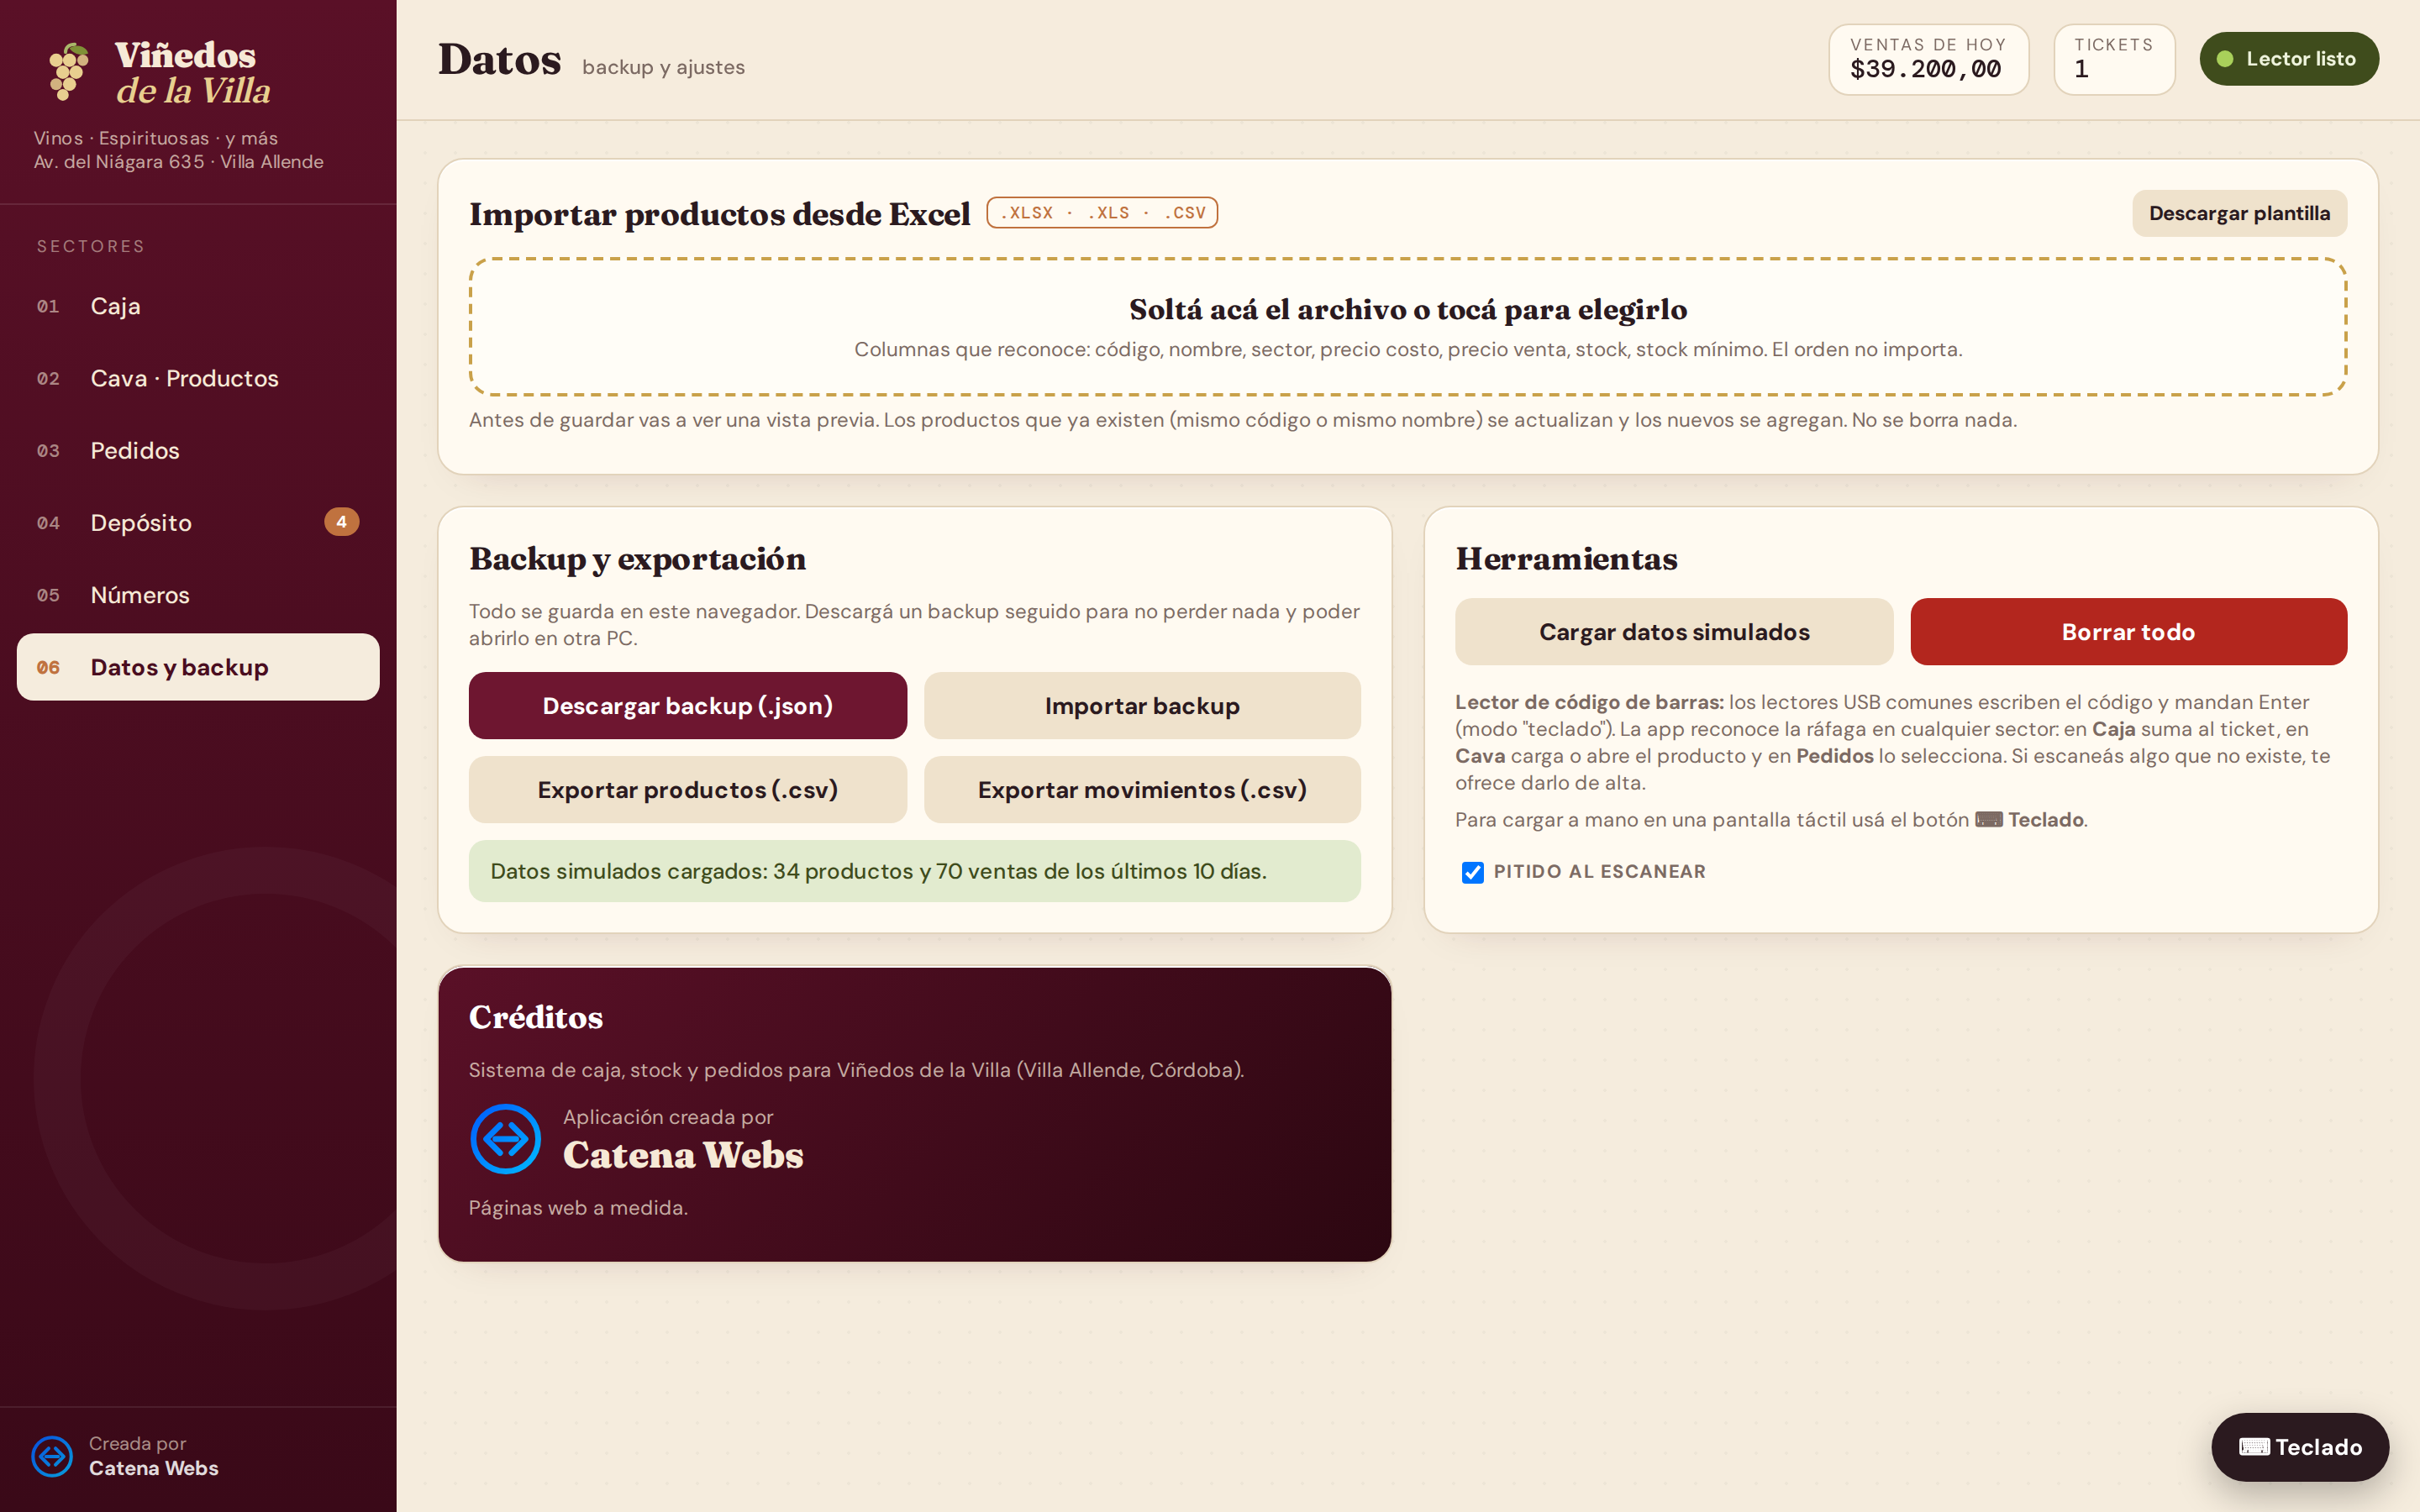 Viñedos
de la Villa
Vinos · Espirituosas · y más
Av. del Niágara 635 · Villa Allende
SECTORES
01 Caja
02 Cava · Productos
03 Pedidos
04 Depósito 4
05 Números
06 Datos y backup
Creada por
Catena Webs
Datos backup y ajustes
VENTAS DE HOY
$39.200,00
TICKETS
1
Lector listo
Importar productos desde Excel .XLSX · .XLS · .CSV
Descargar plantilla
Soltá acá el archivo o tocá para elegirlo
Columnas que reconoce: código, nombre, sector, precio costo, precio venta, stock, stock mínimo. El orden no importa.
Antes de guardar vas a ver una vista previa. Los productos que ya existen (mismo código o mismo nombre) se actualizan y los nuevos se agregan. No se borra nada.
Backup y exportación
Todo se guarda en este navegador. Descargá un backup seguido para no perder nada y poder
abrirlo en otra PC.
Descargar backup (.json)
Importar backup
Exportar productos (.csv)
Exportar movimientos (.csv)
Datos simulados cargados: 34 productos y 70 ventas de los últimos 10 días.
Herramientas
Cargar datos simulados
Borrar todo
Lector de código de barras: los lectores USB comunes escriben el código y mandan Enter
(modo "teclado"). La app reconoce la ráfaga en cualquier sector: en Caja suma al ticket, en
Cava carga o abre el producto y en Pedidos lo selecciona. Si escaneás algo que no existe, te
ofrece darlo de alta.
Para cargar a mano en una pantalla táctil usá el botón ⌨ Teclado.
PITIDO AL ESCANEAR
Créditos
Sistema de caja, stock y pedidos para Viñedos de la Villa (Villa Allende, Córdoba).
Aplicación creada por
Catena Webs
Páginas web a medida.
⌨ Teclado